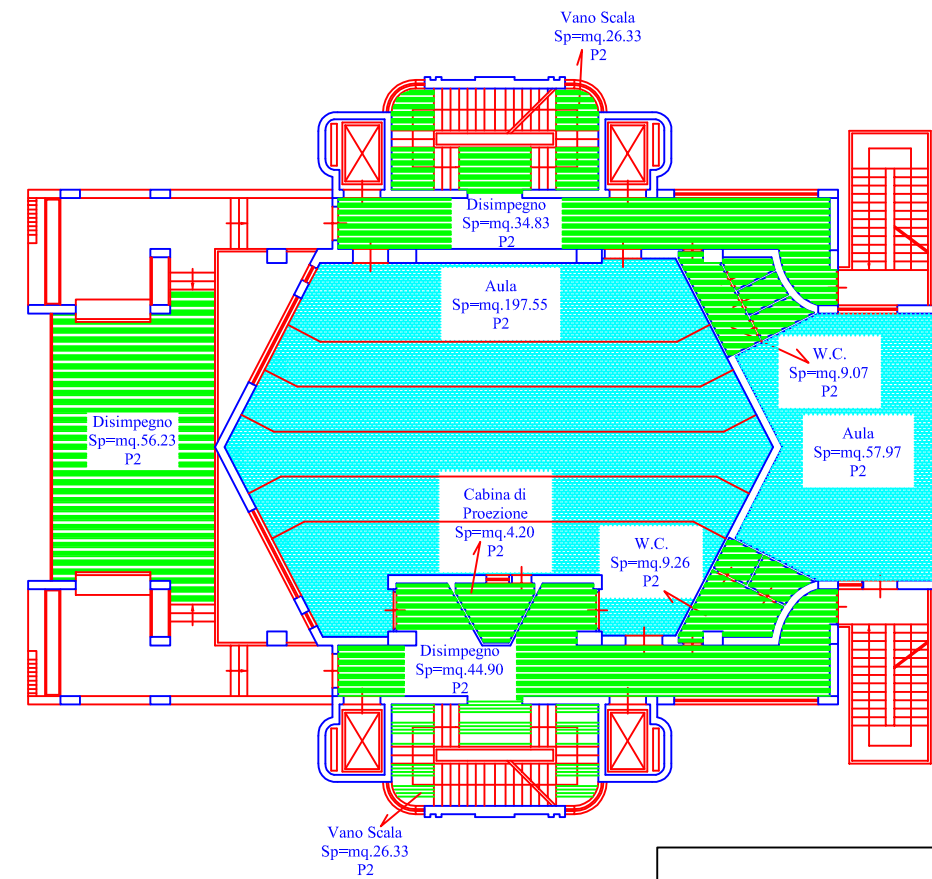 Vano Scala
Sp=mq.26.33
P2
Disimpegno
Sp=mq.34.83
P2
Aula
Sp=mq.197.55
P2
W.C.
Sp=mq.9.07
P2
Disimpegno
Sp=mq.56.23
P2
Aula
Sp=mq.57.97
P2
Cabina di
Proezione
Sp=mq.4.20
P2
W.C.
Sp=mq.9.26
P2
Disimpegno
Sp=mq.44.90
P2
Vano Scala
Sp=mq.26.33
P2